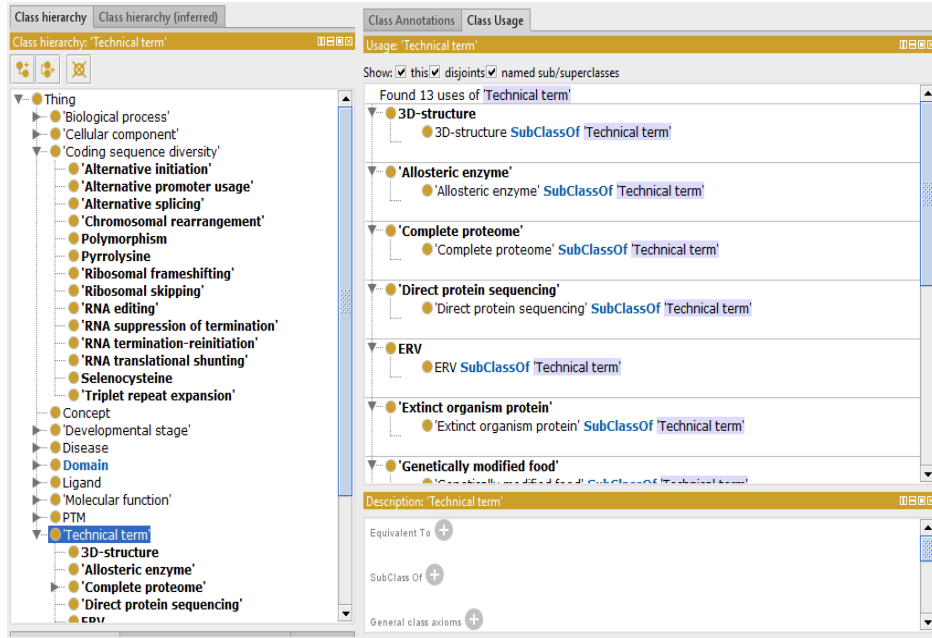 Class hierarchy Class hierarchy (inferred)
Class hierarchy: 'Technical term'
Thing
'Biological process'
'Cellular component'
'Coding sequence diversity'
'Alternative initiation'
'Alternative promoter usage'
'Alternative splicing'
'Chromosomal rearrangement'
Polymorphism
Pyrrolysine
'Ribosomal frameshifting'
'Ribosomal skipping'
'RNA editing'
'RNA suppression of termination'
'RNA termination-reinitiation'
'RNA translational shunting'
Selenocysteine
'Triplet repeat expansion'
Concept
'Developmental stage'
Disease
Domain
Ligand
'Molecular function'
PTM
'Technical term'
3D-structure
'Allosteric enzyme'
'Complete proteome'
'Direct protein sequencing'
ERV
Class Annotations Class Usage
Usage: 'Technical term'
Show: this disjoints named sub/superclasses
Found 13 uses of 'Technical term'
3D-structure
3D-structure SubClassOf 'Technical term'
'Allosteric enzyme'
'Allosteric enzyme' SubClassOf 'Technical term'
'Complete proteome'
'Complete proteome' SubClassOf 'Technical term'
'Direct protein sequencing'
'Direct protein sequencing' SubClassOf 'Technical term'
ERV
ERV SubClassOf 'Technical term'
'Extinct organism protein'
'Extinct organism protein' SubClassOf 'Technical term'
'Genetically modified food'
'Genetically modified food' SubClassOf 'Technical term'
Description: 'Technical term'
Equivalent To
SubClass Of
General class axioms